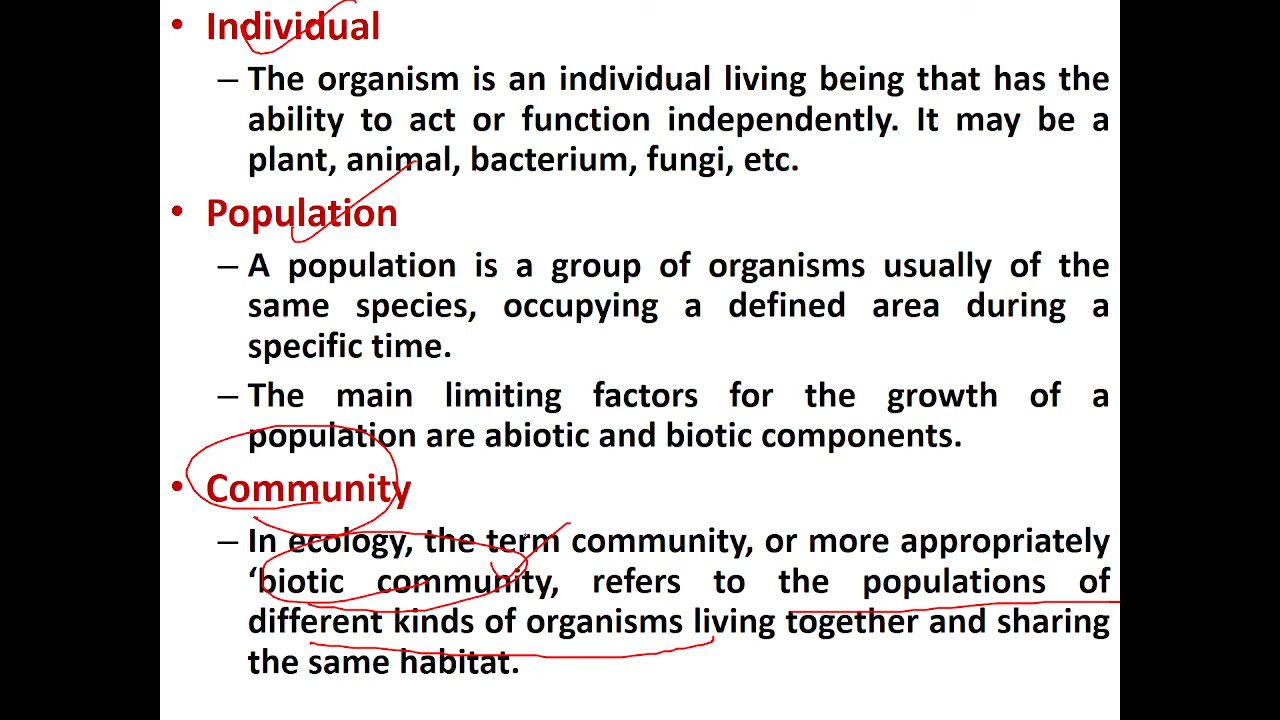 • Individual
– The organism is an individual living being that has the
ability to act or function independently. It may be a
plant, animal, bacterium, fungi, etc.
• Population
– A population is a group of organisms usually of the
same species, occupying a defined area during a
specific time.
– The main limiting factors for the growth of a
population are abiotic and biotic components.
• Community
– In ecology, the term community, or more appropriately
‘biotic community, refers to the populations of
different kinds of organisms living together and sharing
the same habitat.